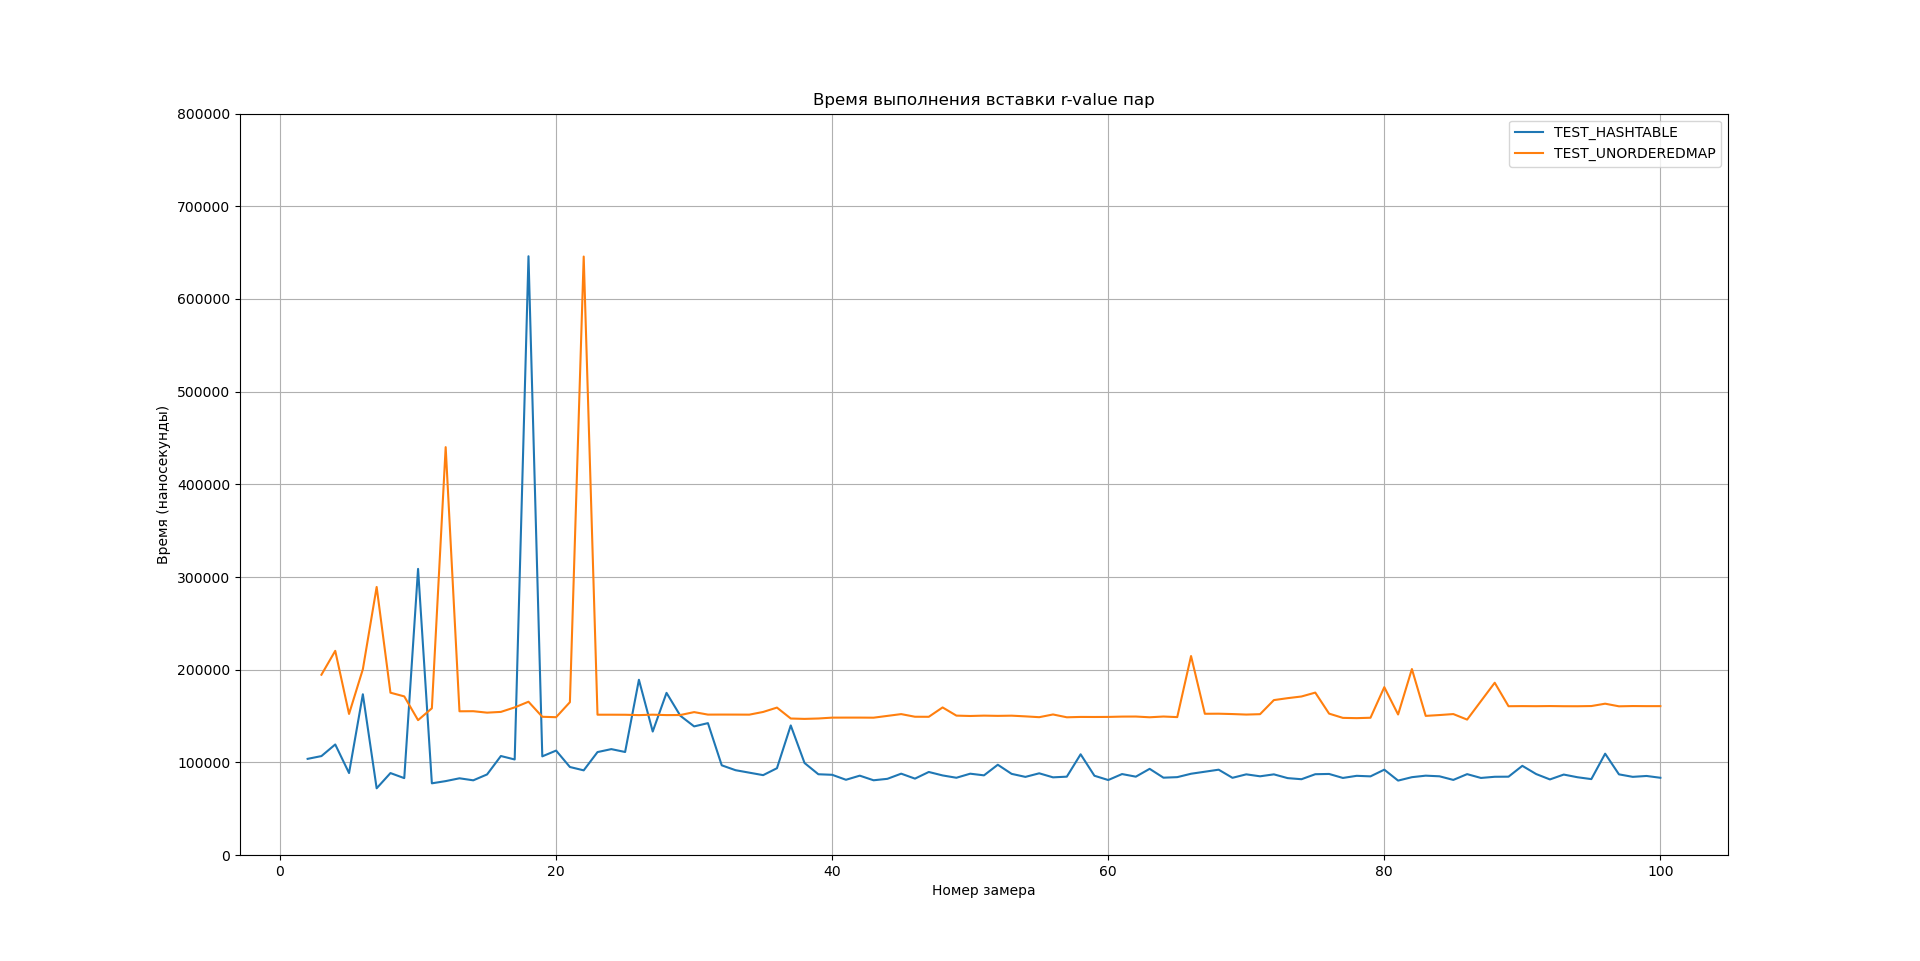 Время выполнения вставки r-value пар
TEST_HASHTABLE
TEST_UNORDEREDMAP
800000
700000
600000
500000
400000
300000
200000
100000
0
Время (наносекунды)
0 20 40 60 80 100
Номер замера